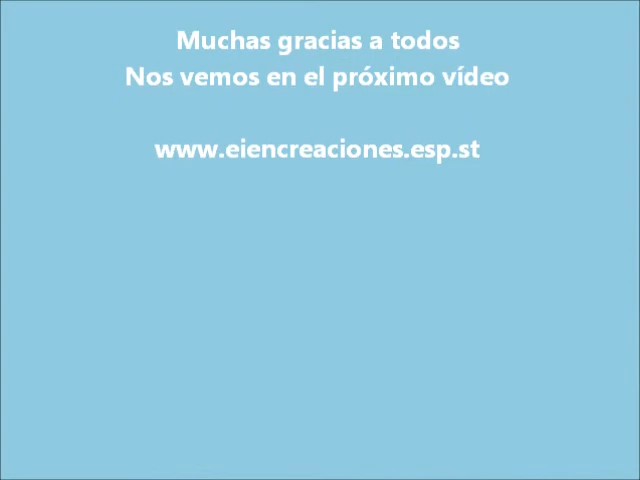 Muchas gracias a todos
Nos vemos en el próximo vídeo
www.eiencreaciones.esp.st